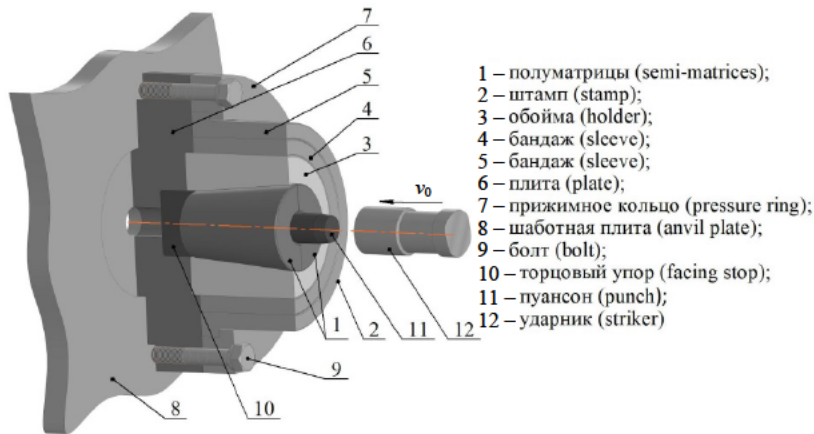 7
6
5
4
3
v₀
1
2
11
12
9
8
10
1 – полуматрицы (semi-matrices);
2 – штамп (stamp);
3 – обойма (holder);
4 – бандаж (sleeve);
5 – бандаж (sleeve);
6 – плита (plate);
7 – прижимное кольцо (pressure ring);
8 – шаботная плита (anvil plate);
9 – болт (bolt);
10 – торцовый упор (facing stop);
11 – пуансон (punch);
12 – ударник (striker)